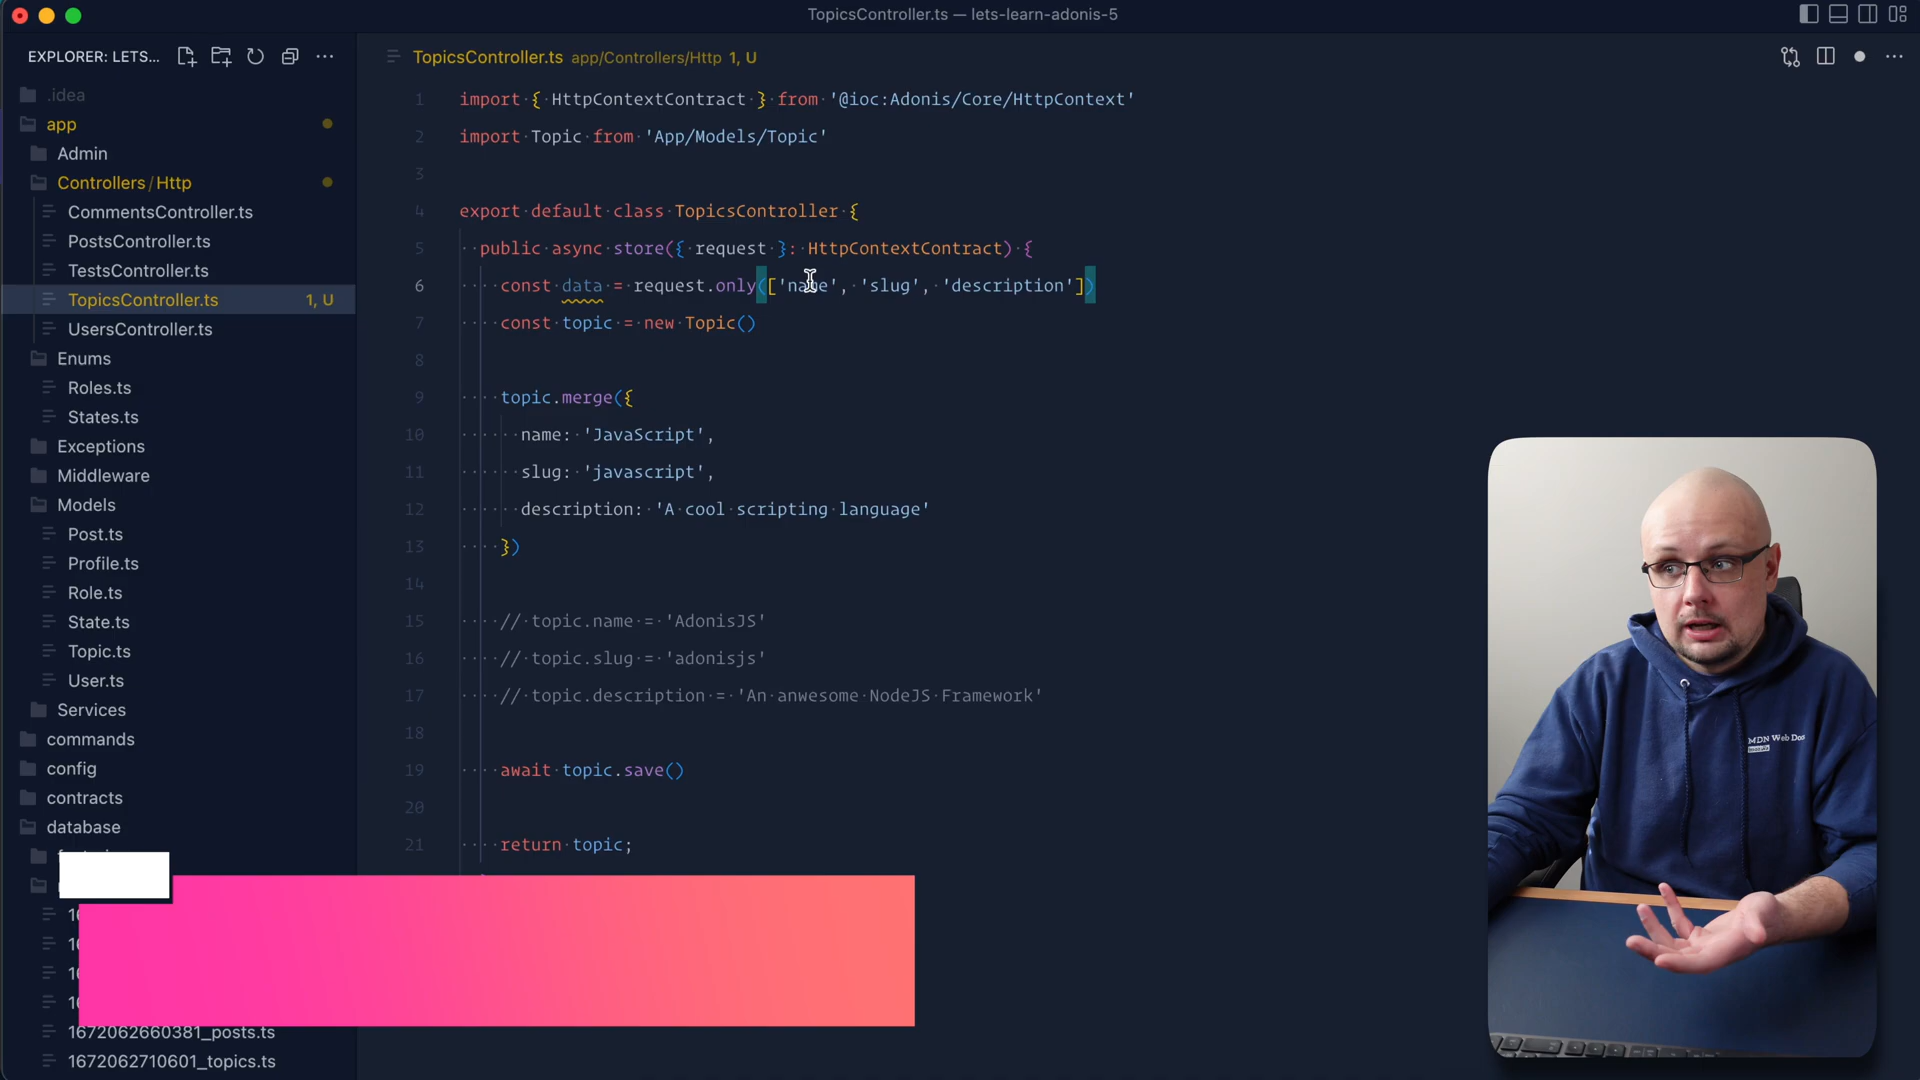 TopicsController.ts — lets-learn-adonis-5
EXPLORER: LETS...
.idea
app
Admin
Controllers / Http
CommentsController.ts
PostsController.ts
TestsController.ts
TopicsController.ts 1, U
UsersController.ts
Enums
Roles.ts
States.ts
Exceptions
Middleware
Models
Post.ts
Profile.ts
Role.ts
State.ts
Topic.ts
User.ts
Services
commands
config
contracts
database
1672062660381_posts.ts
1672062710601_topics.ts
TopicsController.ts app/Controllers/Http 1, U
1 import { HttpContextContract } from '@ioc:Adonis/Core/HttpContext'
2 import Topic from 'App/Models/Topic'
3
4 export default class TopicsController {
5 public async store({ request }: HttpContextContract) {
6 const data = request.only(['name', 'slug', 'description'])
7 const topic = new Topic()
8
9 topic.merge({
10 name: 'JavaScript',
11 slug: 'javascript',
12 description: 'A cool scripting language'
13 })
14
15 // topic.name = 'AdonisJS'
16 // topic.slug = 'adonisjs'
17 // topic.description = 'An anwesome NodeJS Framework'
18
19 await topic.save()
20
21 return topic;
MDN Web Docs